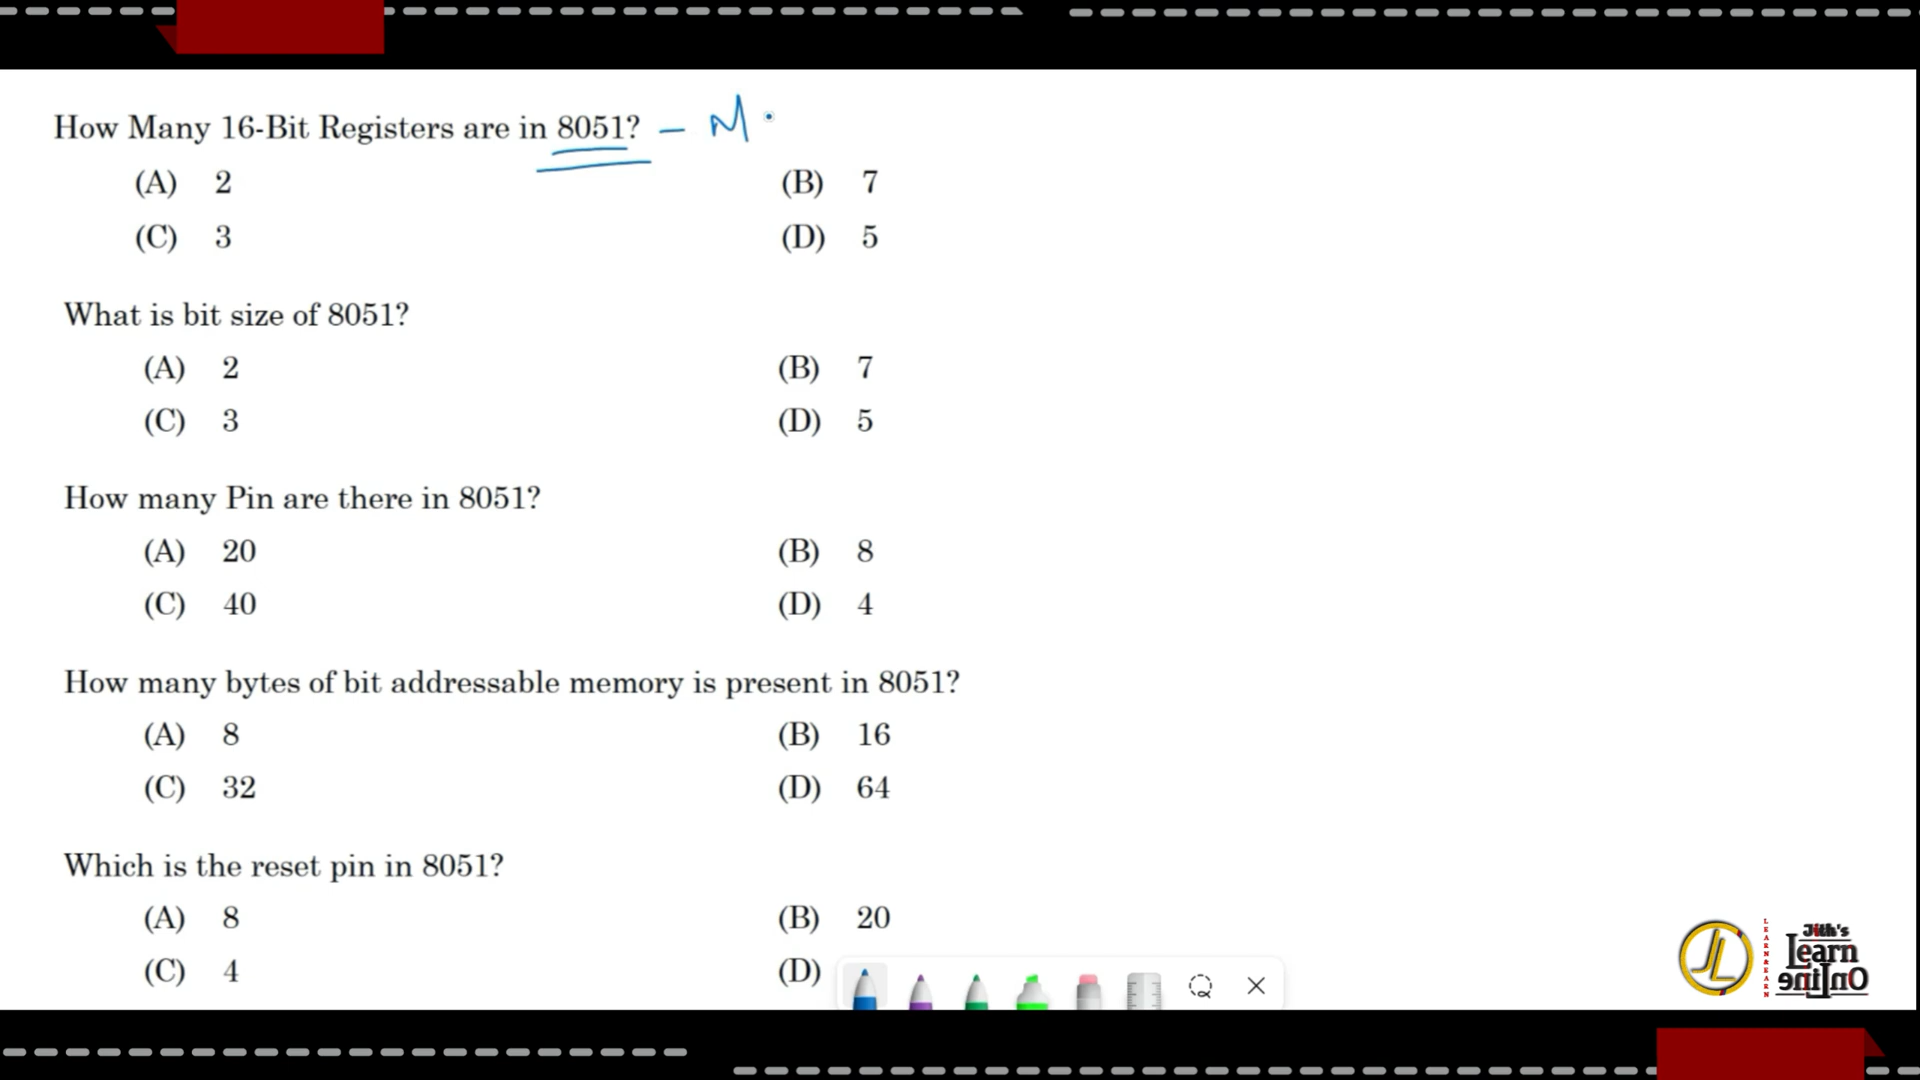 How Many 16-Bit Registers are in 8051? – M
(A) 2 (B) 7
(C) 3 (D) 5
What is bit size of 8051?
(A) 2 (B) 7
(C) 3 (D) 5
How many Pin are there in 8051?
(A) 20 (B) 8
(C) 40 (D) 4
How many bytes of bit addressable memory is present in 8051?
(A) 8 (B) 16
(C) 32 (D) 64
Which is the reset pin in 8051?
(A) 8 (B) 20
(C) 4 (D)
JL
LEARN&EARN
Jith's
Learn
OnLine